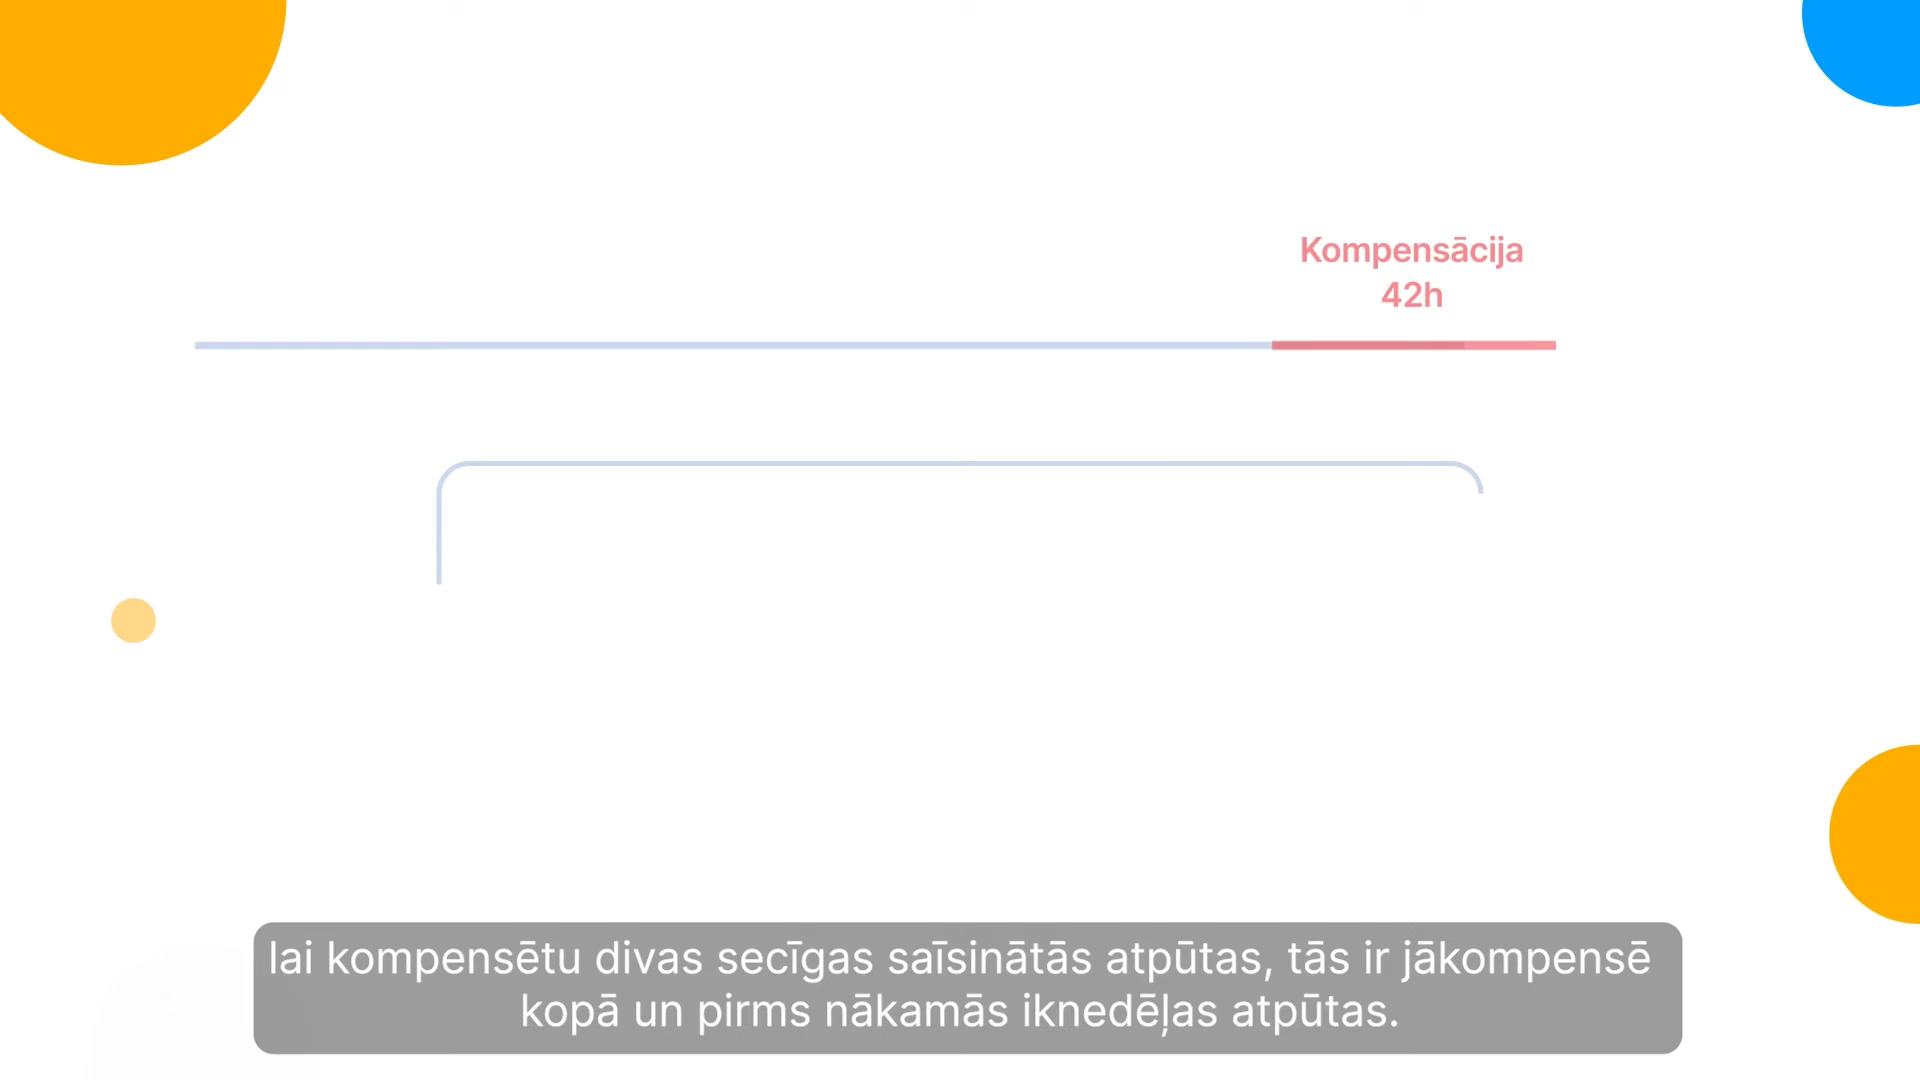 Kompensācija
42h
lai kompensētu divas secīgas saīsinātās atpūtas, tās ir jākompensē
kopā un pirms nākamās iknedēļas atpūtas.